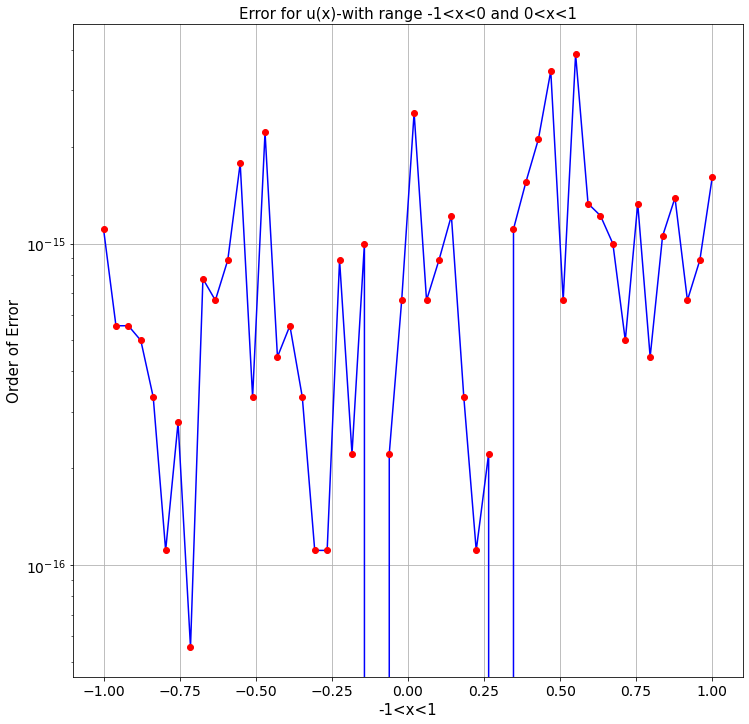 Error for u(x)-with range -1<x<0 and 0<x<1
Order of Error
10⁻¹⁵
10⁻¹⁶
−1.00 −0.75 −0.50 −0.25 0.00 0.25 0.50 0.75 1.00
-1<x<1